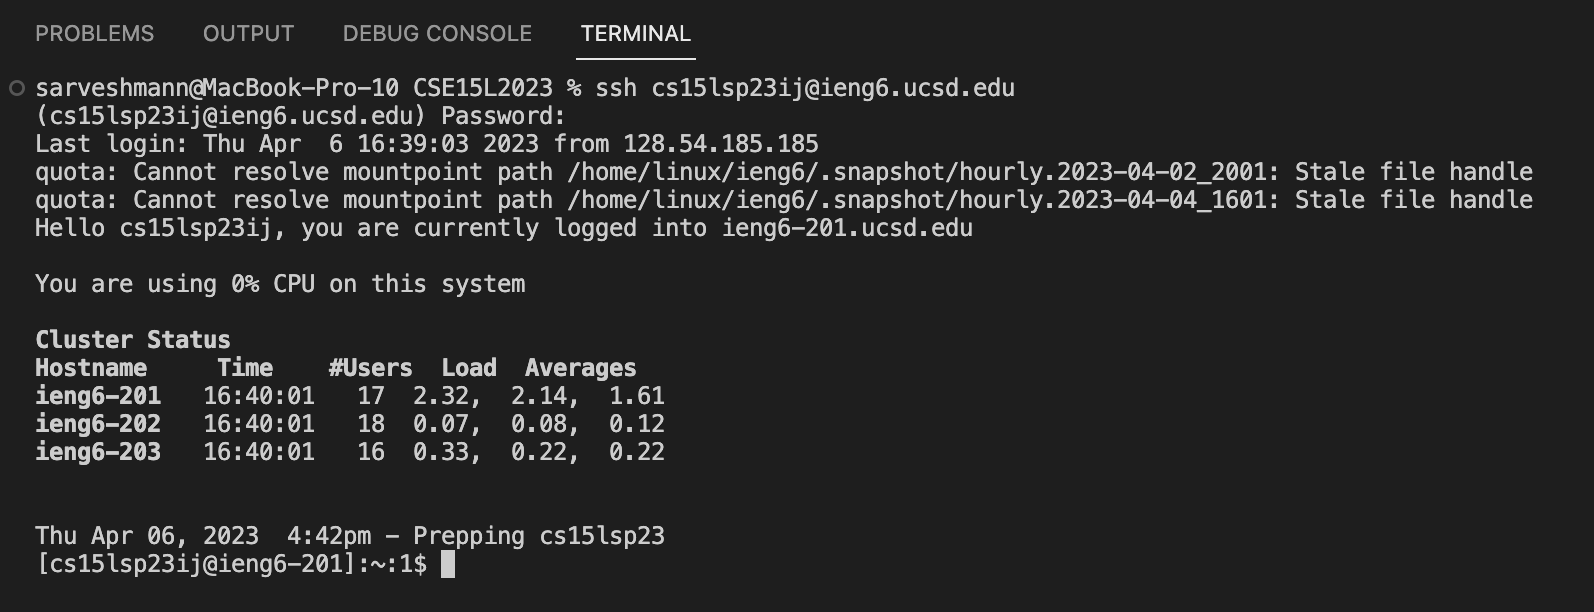 PROBLEMS OUTPUT DEBUG CONSOLE TERMINAL
sarveshmann@MacBook-Pro-10 CSE15L2023 % ssh cs15lsp23ij@ieng6.ucsd.edu
(cs15lsp23ij@ieng6.ucsd.edu) Password:
Last login: Thu Apr  6 16:39:03 2023 from 128.54.185.185
quota: Cannot resolve mountpoint path /home/linux/ieng6/.snapshot/hourly.2023-04-02_2001: Stale file handle
quota: Cannot resolve mountpoint path /home/linux/ieng6/.snapshot/hourly.2023-04-04_1601: Stale file handle
Hello cs15lsp23ij, you are currently logged into ieng6-201.ucsd.edu
You are using 0% CPU on this system
Cluster Status
Hostname     Time    #Users  Load  Averages
ieng6-201   16:40:01   17  2.32,  2.14,  1.61
ieng6-202   16:40:01   18  0.07,  0.08,  0.12
ieng6-203   16:40:01   16  0.33,  0.22,  0.22
Thu Apr 06, 2023  4:42pm - Prepping cs15lsp23
[cs15lsp23ij@ieng6-201]:~:1$